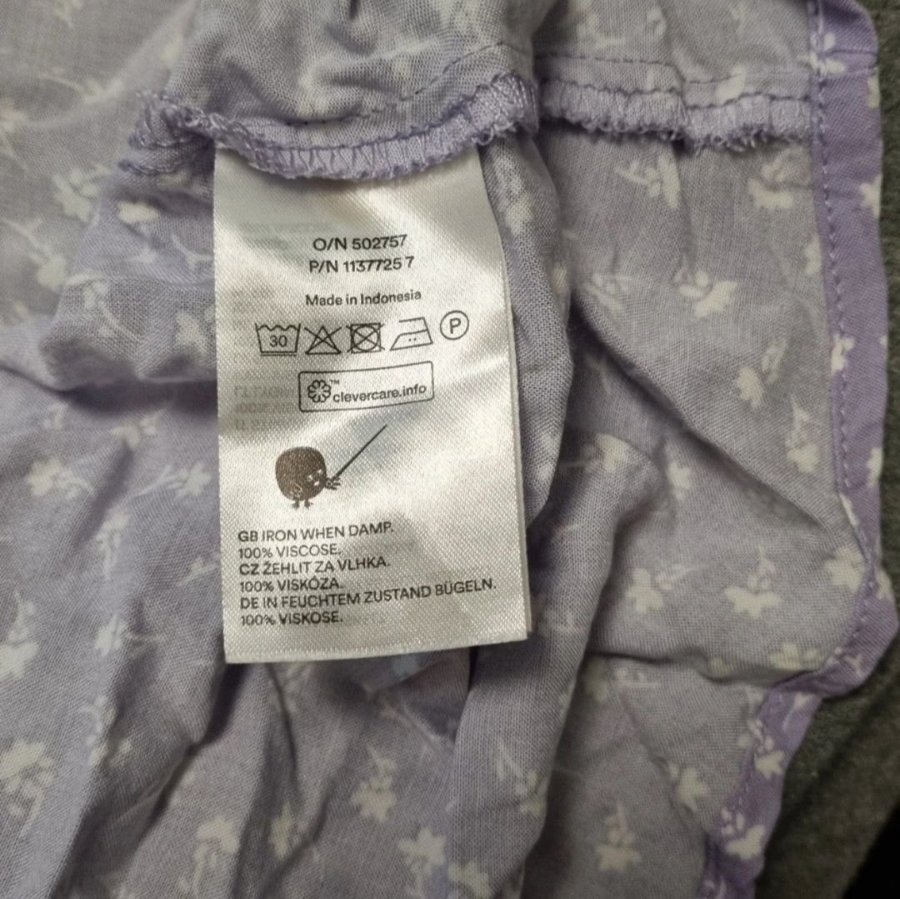 O/N 502757
P/N 1137725 7
Made in Indonesia
30 P
™ clevercare.info
GB IRON WHEN DAMP.
100% VISCOSE.
CZ ŽEHLIT ZA VLHKA.
100% VISKÓZA.
DE IN FEUCHTEM ZUSTAND BÜGELN.
100% VISKOSE.